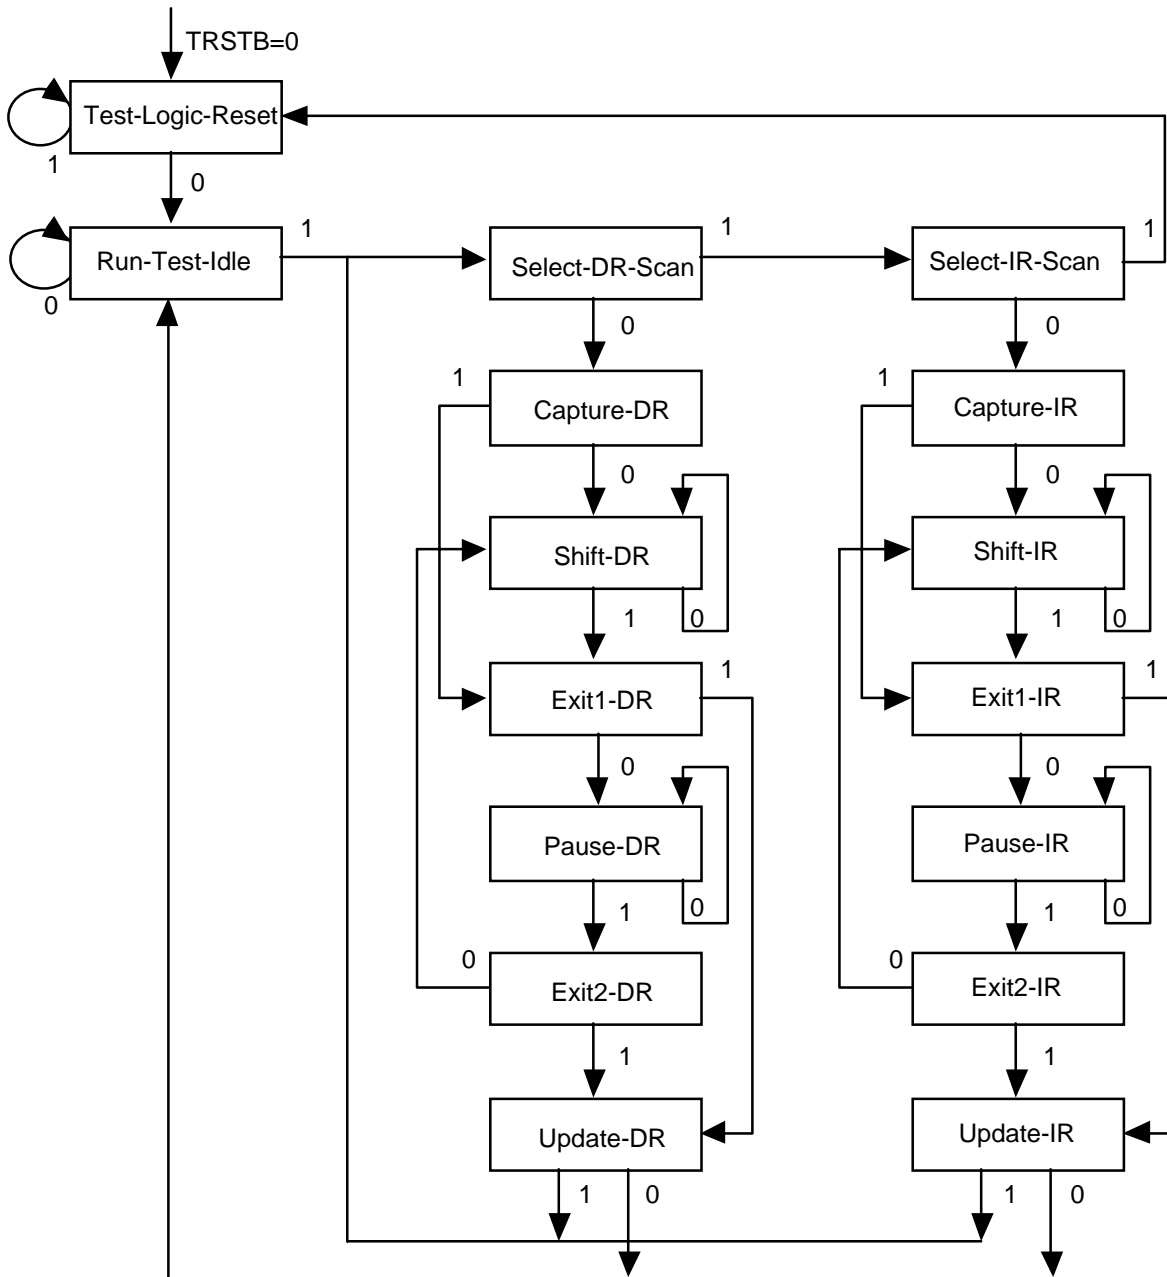 TRSTB=0
Test-Logic-Reset
1
0
Run-Test-Idle
1
0
Select-DR-Scan
1
Select-IR-Scan
1
0
0
1
Capture-DR
1
Capture-IR
0
0
Shift-DR
Shift-IR
1
0
1
0
Exit1-DR
1
Exit1-IR
1
0
0
Pause-DR
Pause-IR
1
0
1
0
0
Exit2-DR
0
Exit2-IR
1
1
Update-DR
Update-IR
1
0
1
0